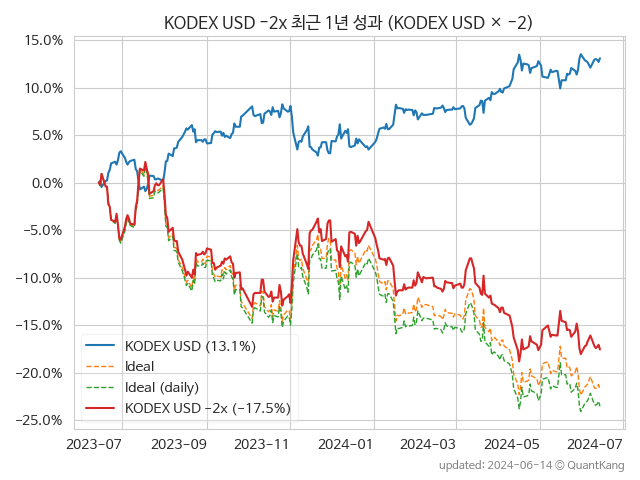 KODEX USD −2x 최근 1년 성과 (KODEX USD × −2)
15.0%
10.0%
5.0%
0.0%
−5.0%
−10.0%
−15.0%
−20.0%
−25.0%
KODEX USD (13.1%)
Ideal
Ideal (daily)
KODEX USD −2x (−17.5%)
2023-07 2023-09 2023-11 2024-01 2024-03 2024-05 2024-07
updated: 2024-06-14 © QuantKang